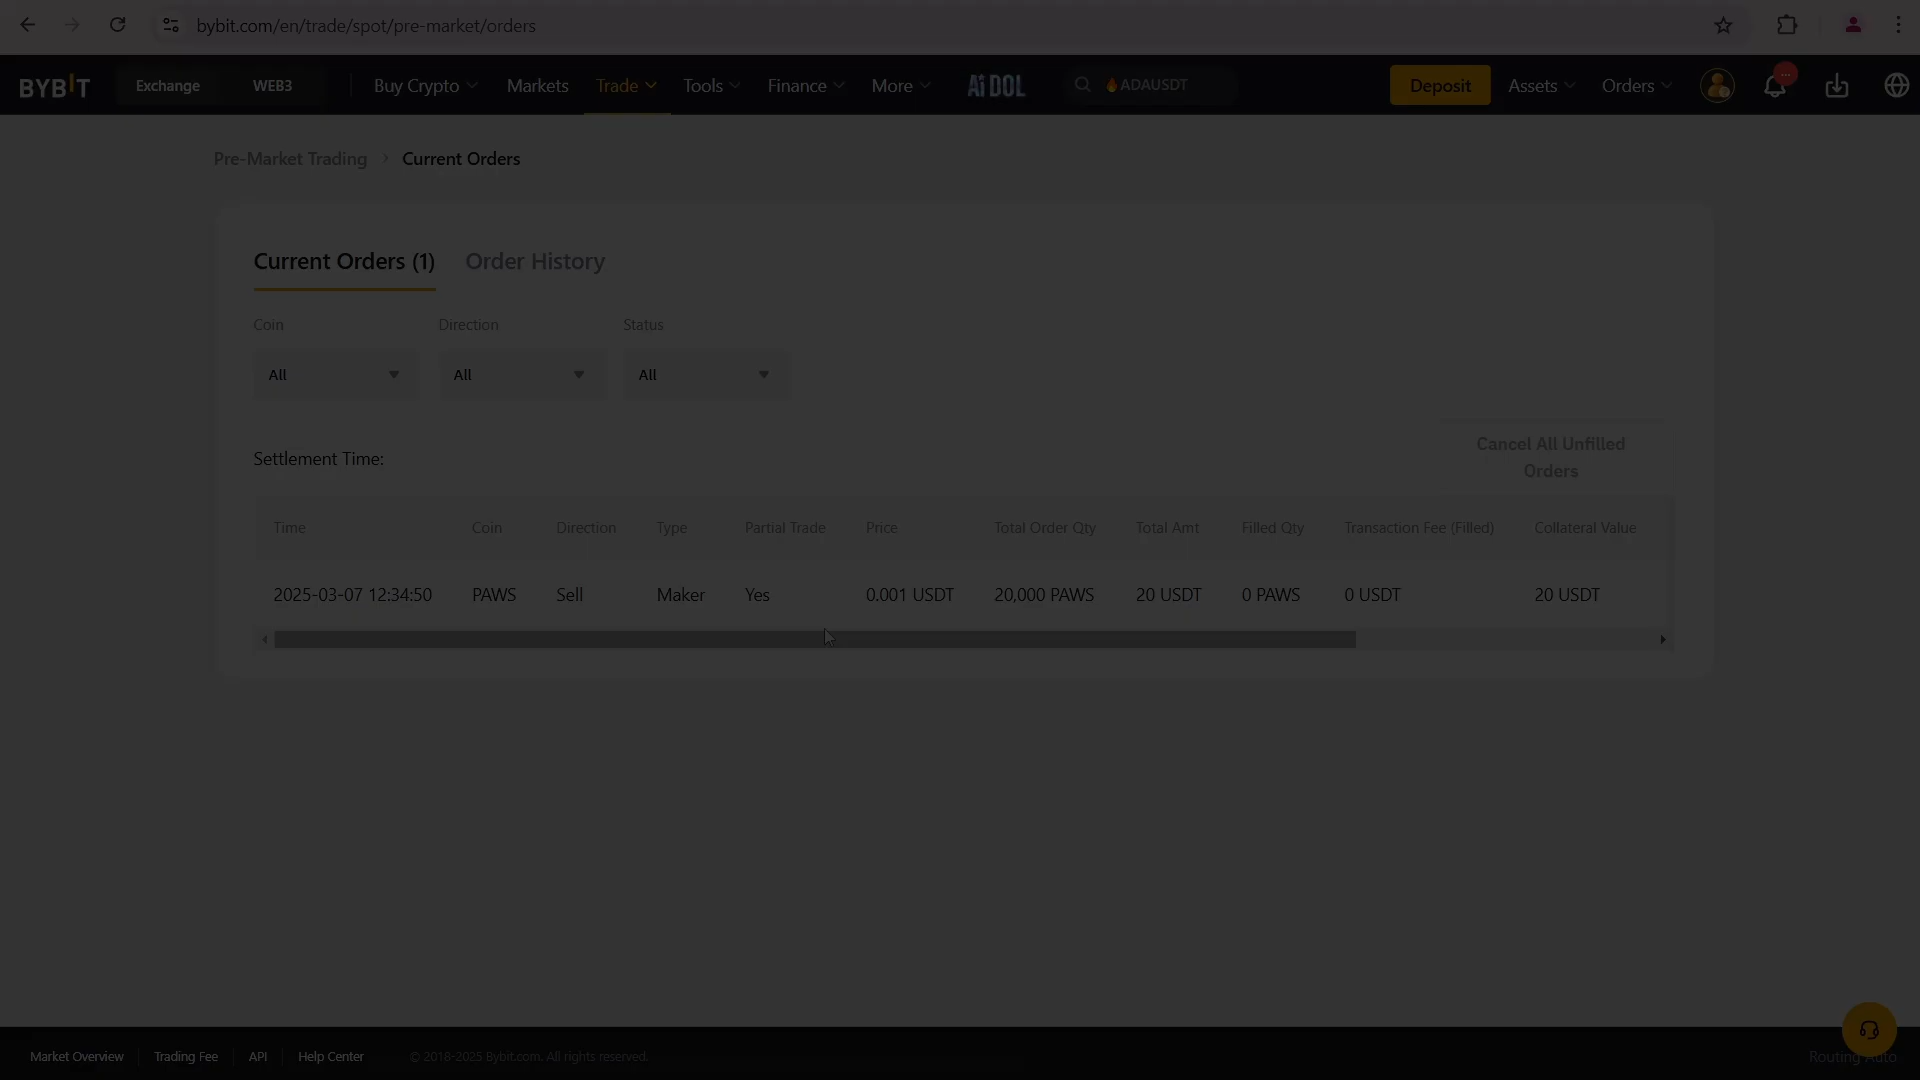 bybit.com/en/trade/spot/pre-market/orders
BYBIT Exchange WEB3 Buy Crypto Markets Trade Tools Finance More AiDOL ADAUSDT Deposit Assets Orders
Pre-Market Trading > Current Orders
Current Orders (1) Order History
Coin Direction Status
All All All
Cancel All Unfilled
Orders
Settlement Time:
Time Coin Direction Type Partial Trade Price Total Order Qty Total Amt Filled Qty Transaction Fee (Filled) Collateral Value
2025-03-07 12:34:50 PAWS Sell Maker Yes 0.001 USDT 20,000 PAWS 20 USDT 0 PAWS 0 USDT 20 USDT
Market Overview Trading Fee API Help Center © 2018-2025 Bybit.com. All rights reserved. Routing Auto